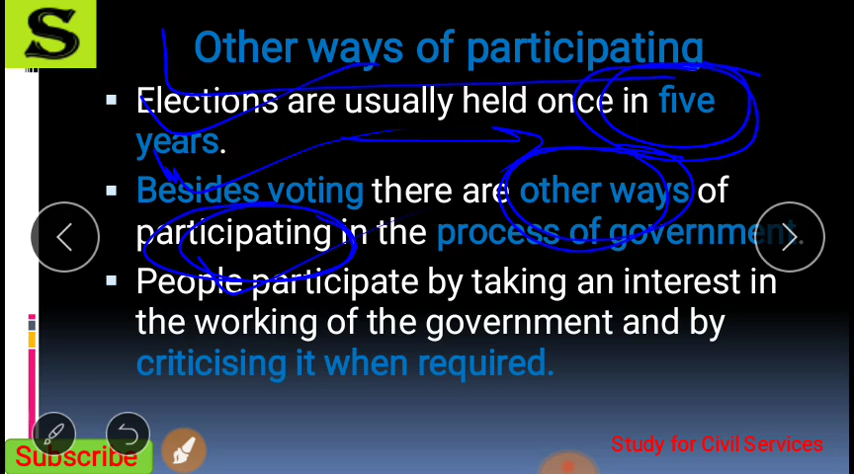 S
Other ways of participating
Elections are usually held once in five
years.
Besides voting there are other ways of
participating in the process of government.
People participate by taking an interest in
the working of the government and by
criticising it when required.
Subscribe
Study for Civil Services